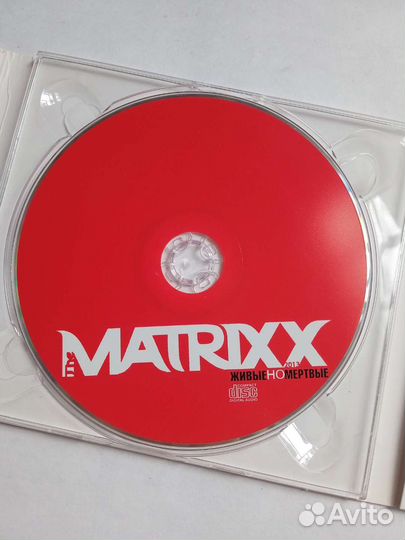 the MATRIXX
2013
ЖИВЫЕНОМЕРТВЫЕ
COMPACT
disc
DIGITAL AUDIO
Avito